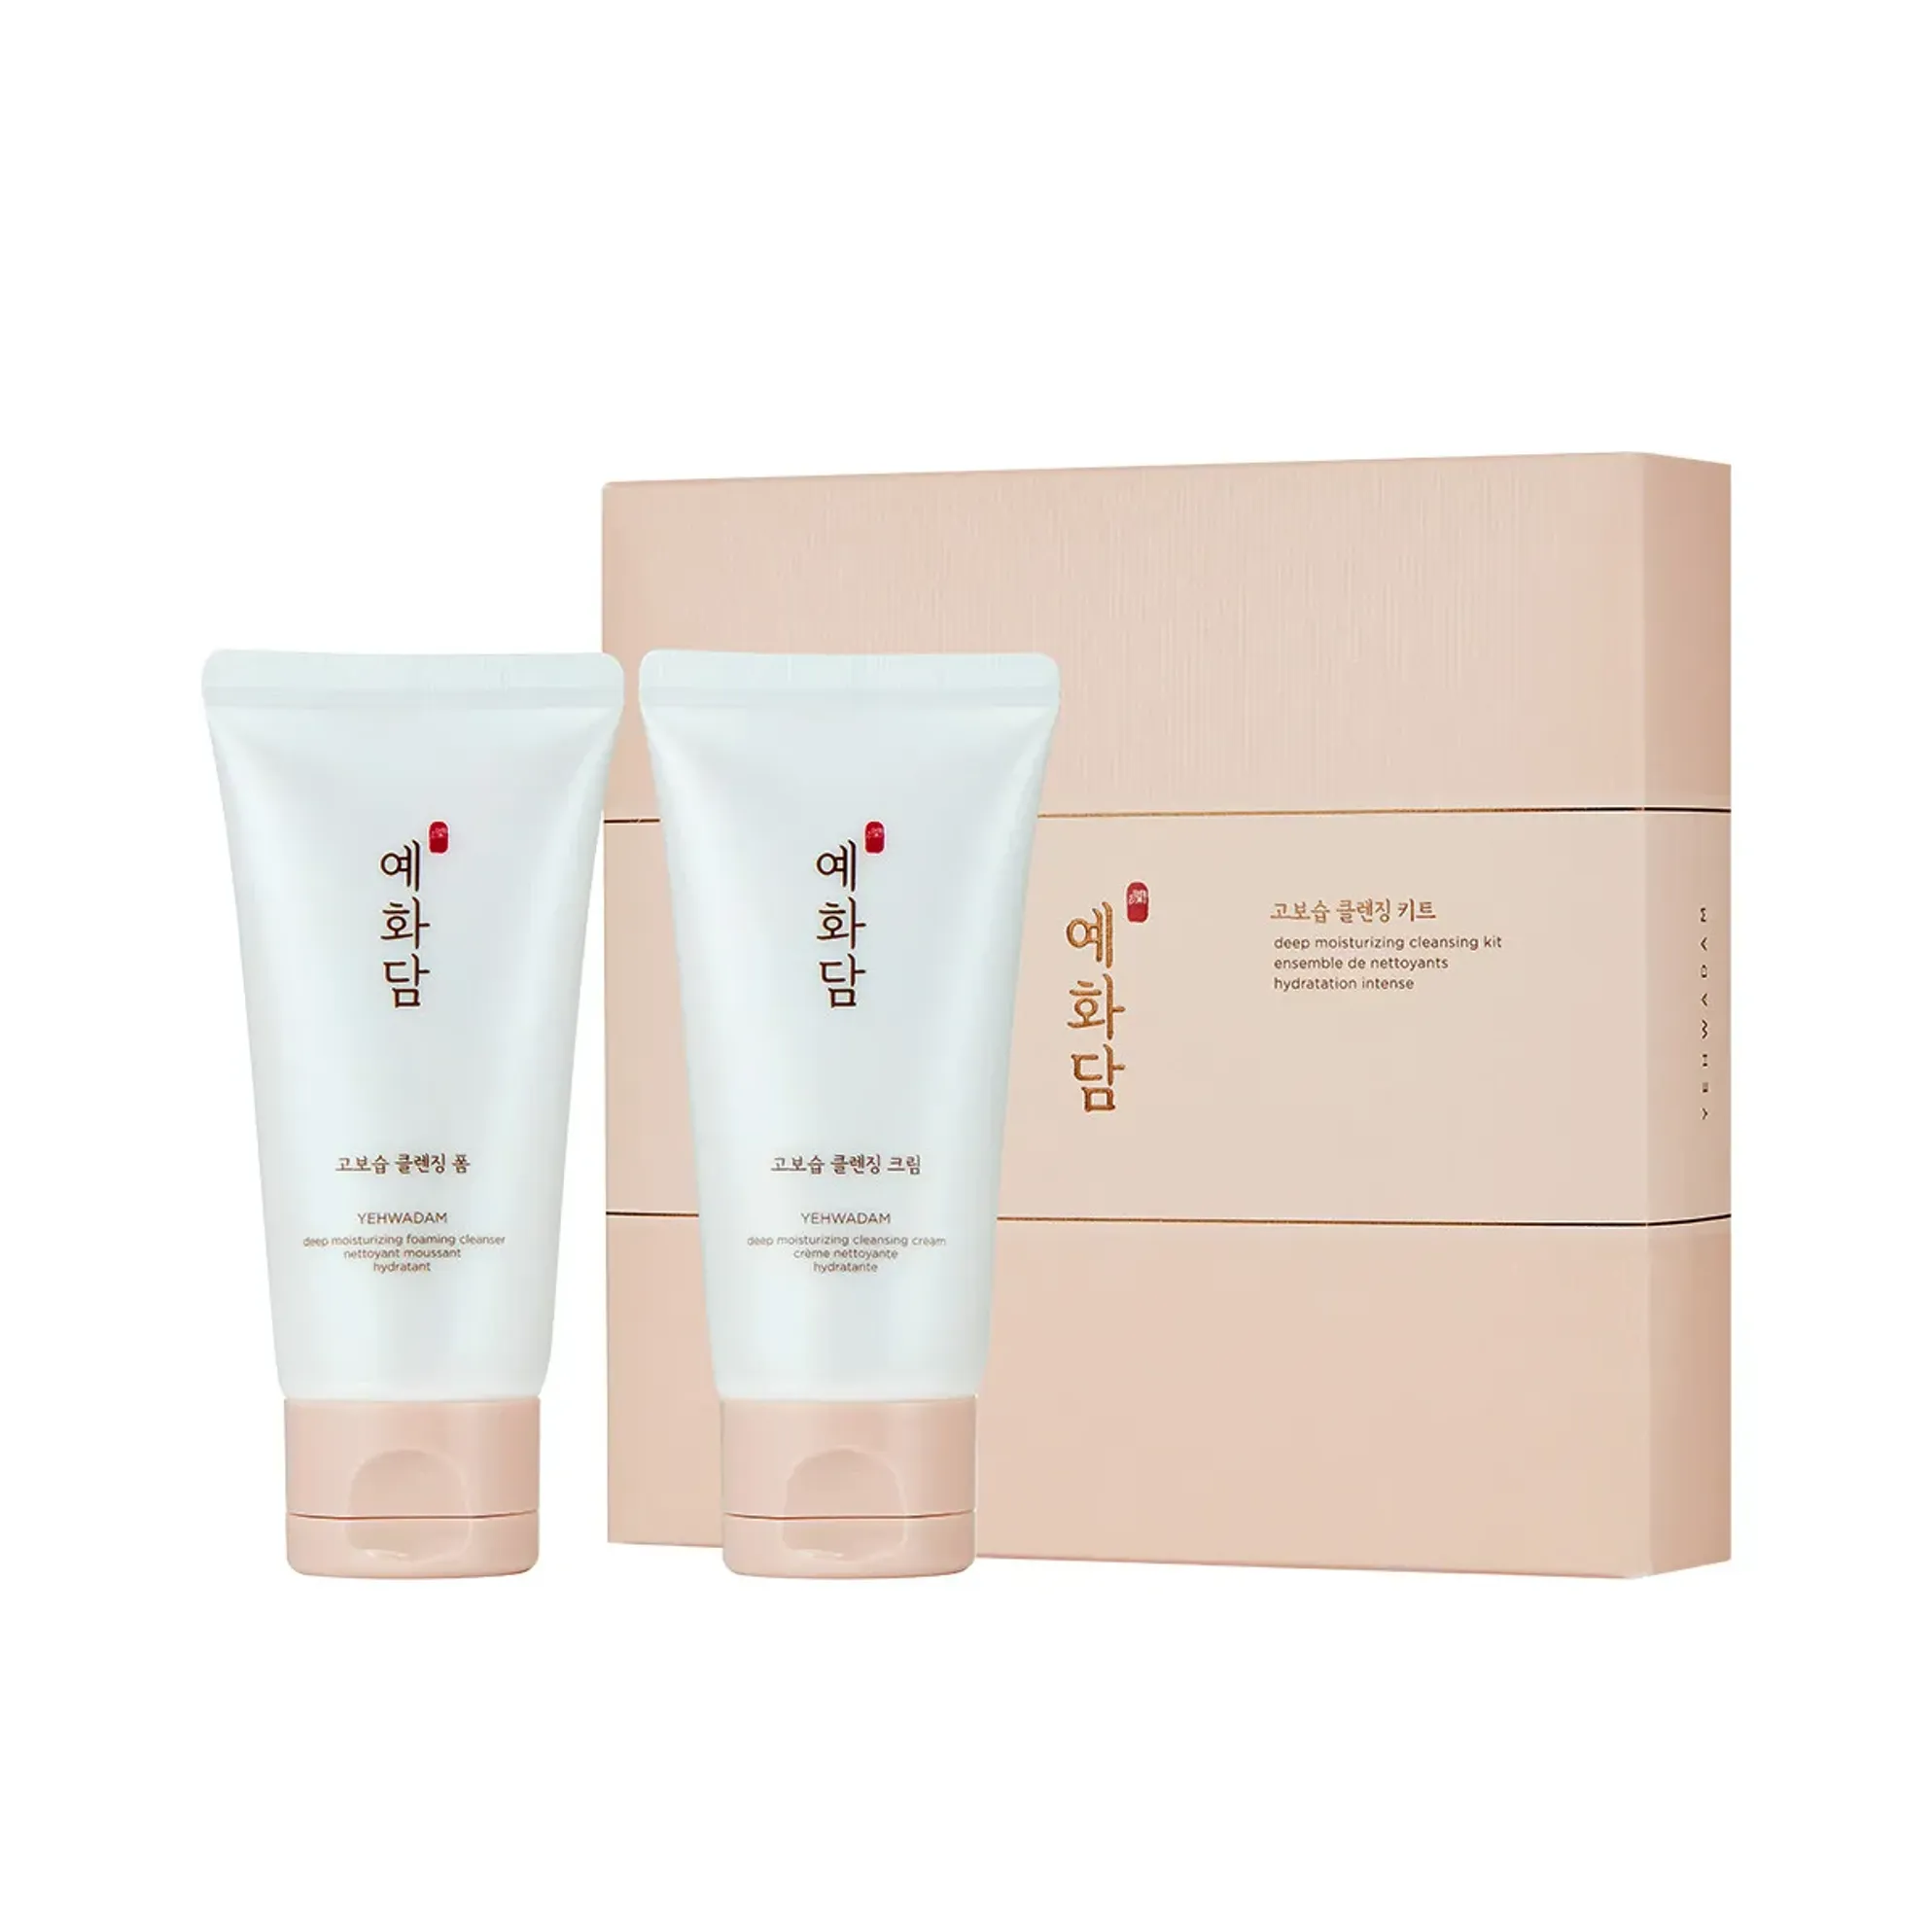 예화담
고보습 클렌징 폼
YEHWADAM
deep moisturizing foaming cleanser
nettoyant moussant
hydratant
예화담
고보습 클렌징 크림
YEHWADAM
deep moisturizing cleansing cream
crème nettoyante
hydratante
예화담
고보습 클렌징 키트
deep moisturizing cleansing kit
ensemble de nettoyants
hydratation intense
YEHWADAM